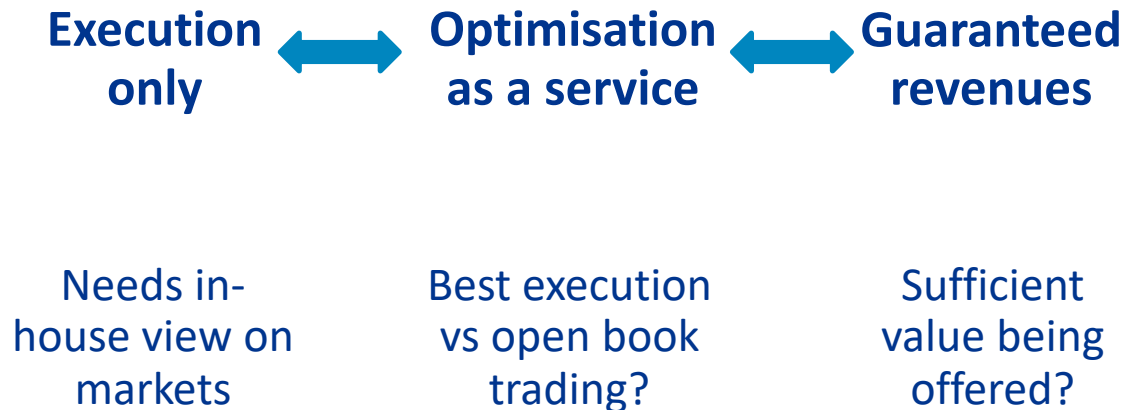 Execution
only
Optimisation
as a service
Guaranteed
revenues
Needs in-
house view on
markets
Best execution
vs open book
trading?
Sufficient
value being
offered?